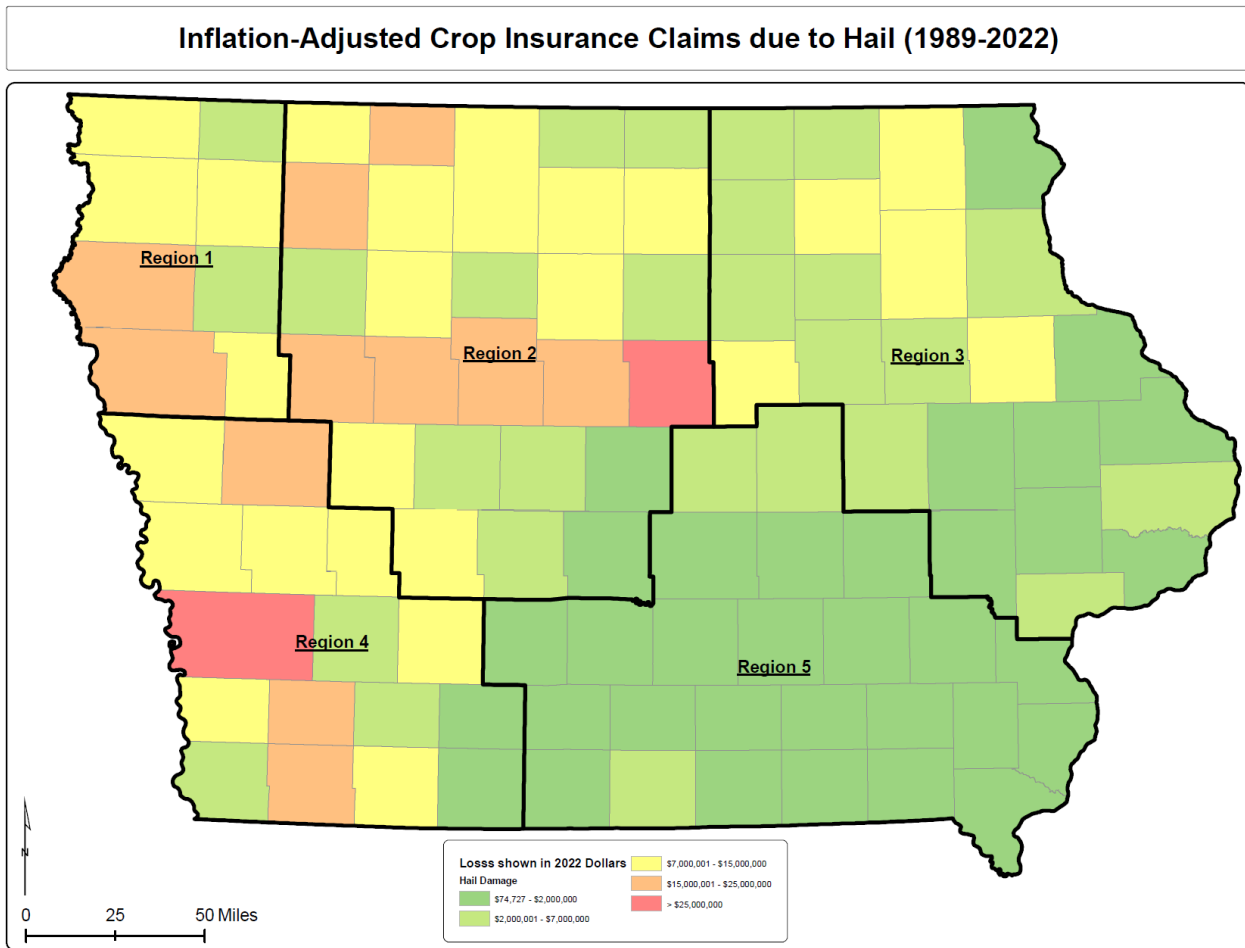 Inflation-Adjusted Crop Insurance Claims due to Hail (1989-2022)
Region 1
Region 2
Region 3
Region 4
Region 5
N
0 25 50 Miles
Losss shown in 2022 Dollars
Hail Damage
$74,727 - $2,000,000
$2,000,001 - $7,000,000
$7,000,001 - $15,000,000
$15,000,001 - $25,000,000
> $25,000,000